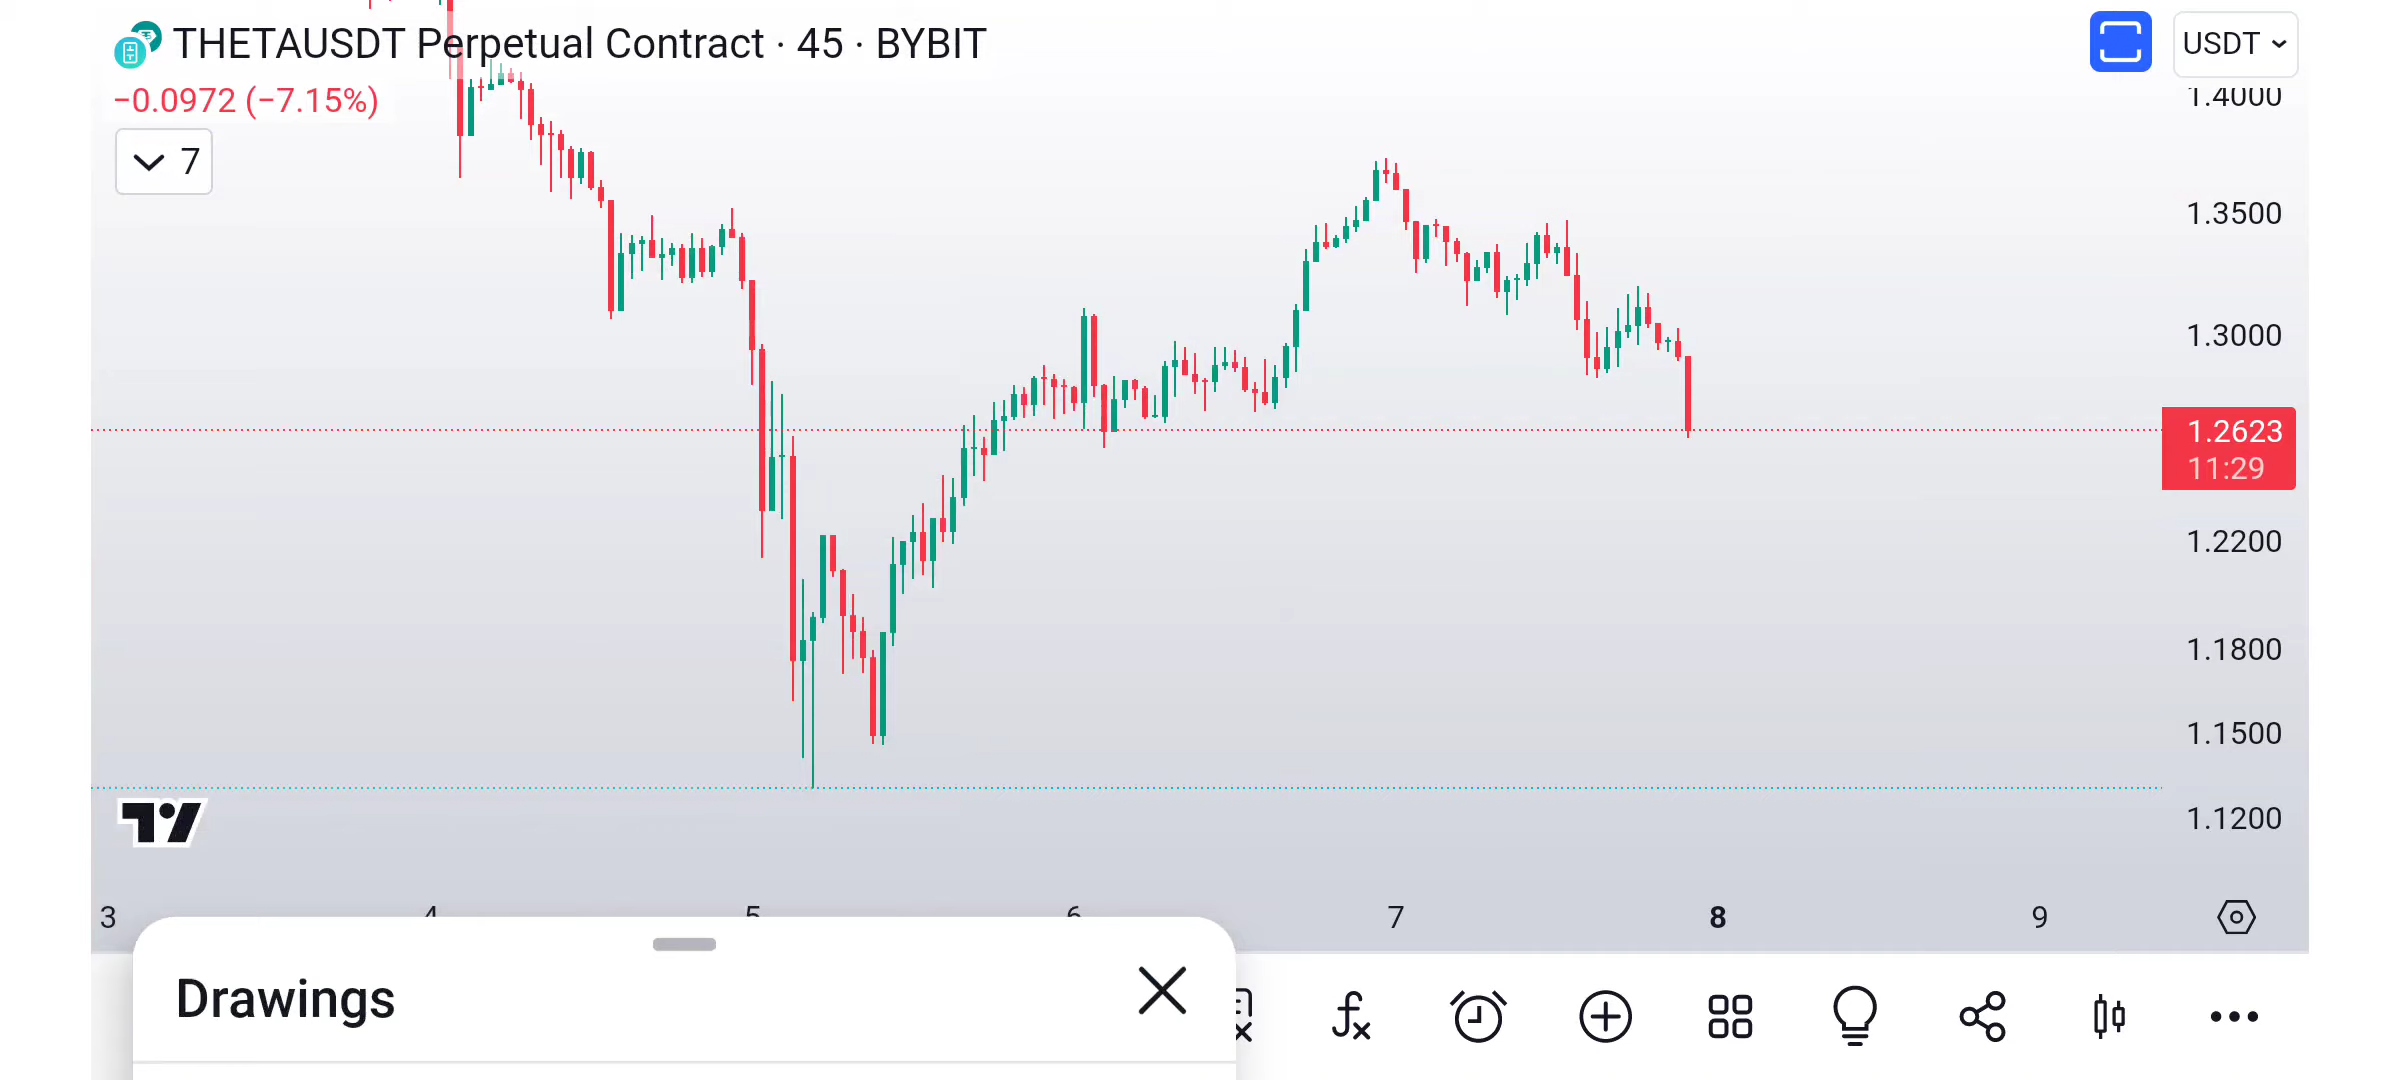 THETAUSDT Perpetual Contract · 45 · BYBIT
USDT
−0.0972 (−7.15%)
7
1.4000
1.3500
1.3000
1.2623
11:29
1.2200
1.1800
1.1500
1.1200
3 4 5 6 7 8 9
Drawings